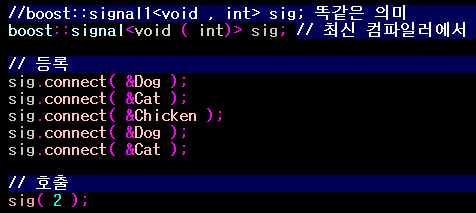 //boost::signal1<void , int> sig; 똑같은 의미
boost::signal<void ( int)> sig; // 최신 컴파일러에서
// 등록
sig.connect( &Dog );
sig.connect( &Cat );
sig.connect( &Chicken );
sig.connect( &Dog );
sig.connect( &Cat );
// 호출
sig( 2 );